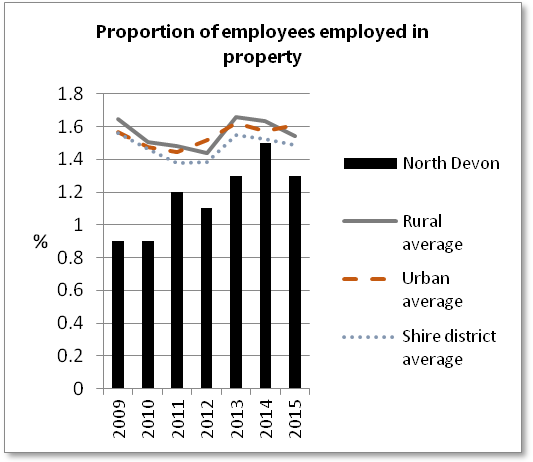 Proportion of employees employed in
property
1.8
1.6
1.4
1.2
1
0.8
0.6
0.4
0.2
0
%
2009
2010
2011
2012
2013
2014
2015
North Devon
Rural
average
Urban
average
Shire district
average